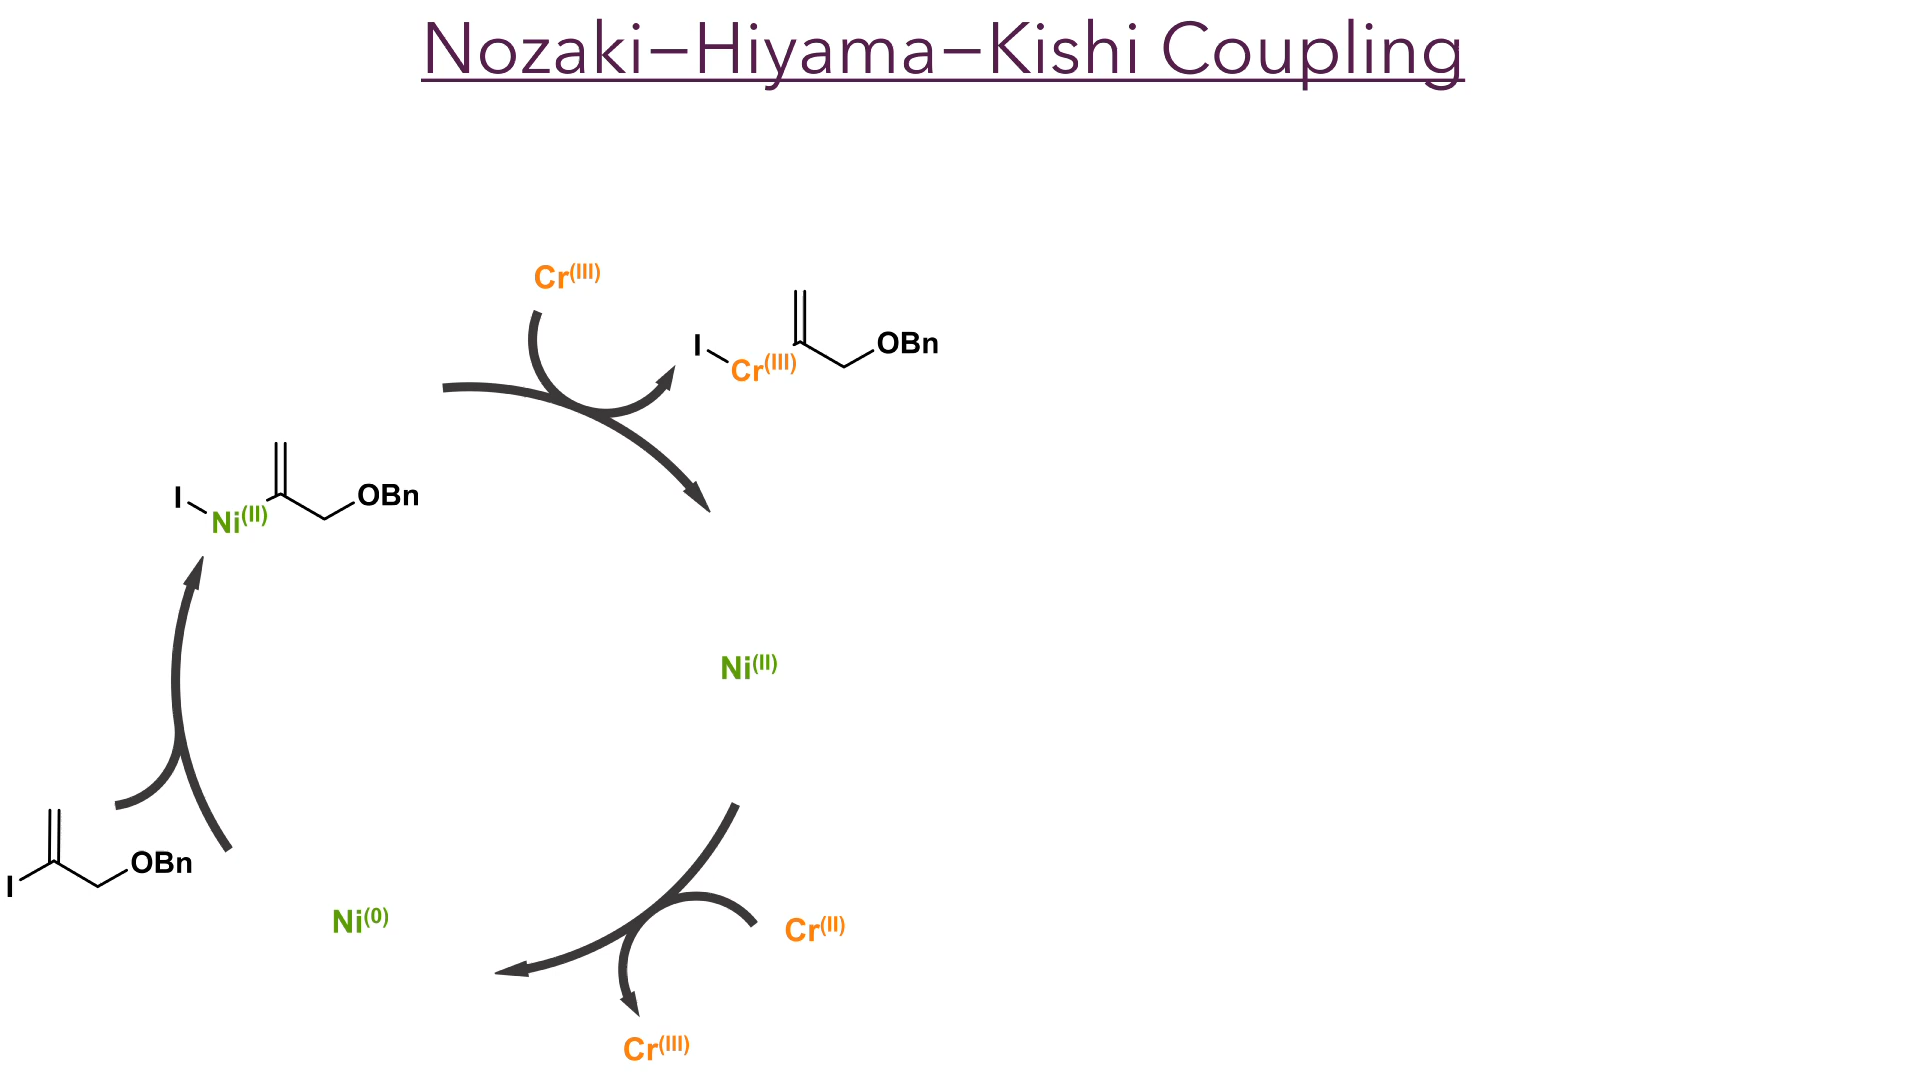 Nozaki–Hiyama–Kishi Coupling
Cr(III)
I
Cr(III)
OBn
I
Ni(II)
OBn
Ni(II)
I
OBn
Ni(0)
Cr(II)
Cr(III)